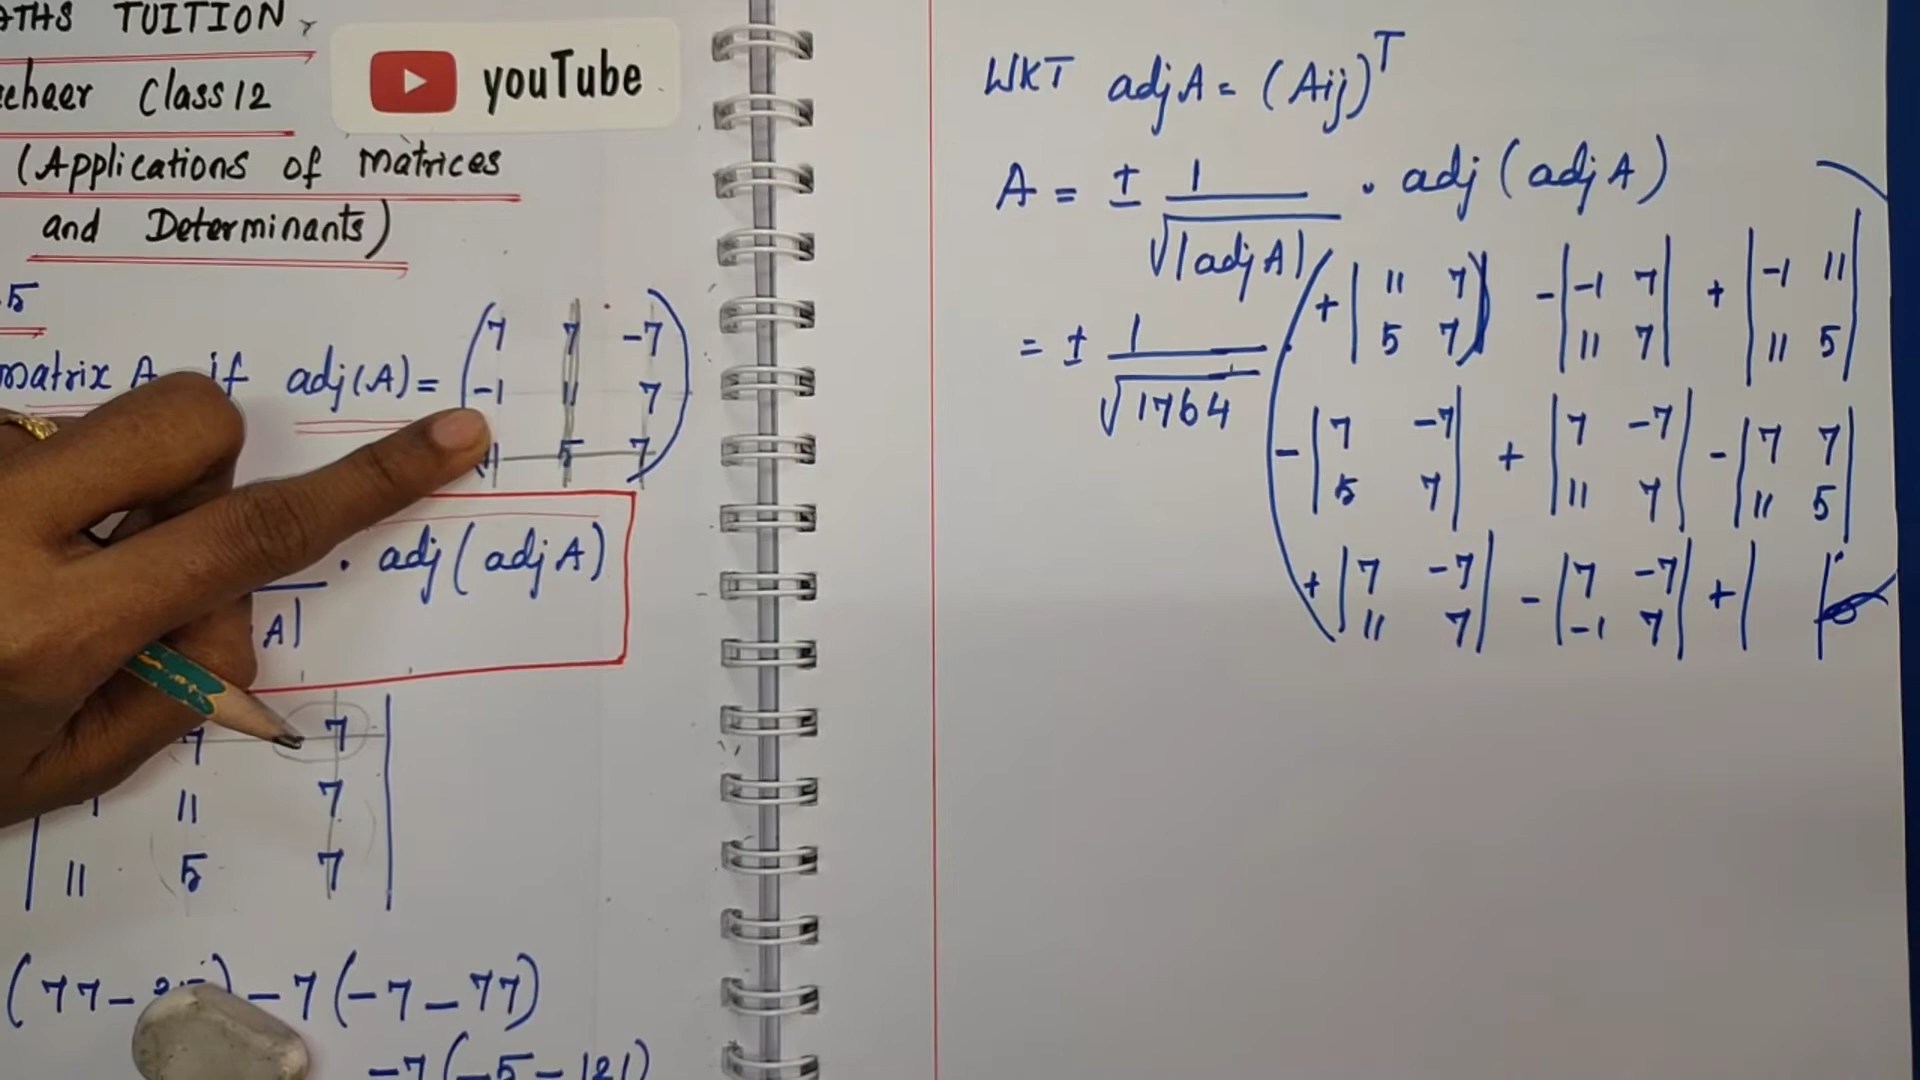 MATHS TUITION
Class 12
(Applications of matrices
and Determinants)
youTube
5
matrix A if adj(A) = ( 7 7 -7
-1 11 7
11 5 7 )
. adj ( adj A)
A|
7 7
-1 11 7
11 5 7
(77-35) -7(-7-77)
-7(-5-121)
WKT adj A = (Aij)^T
A = ± 1/√|adj A| . adj (adj A)
= ± 1/√1764 ( +|11 7; 5 7| -|-1 7; 11 7| +|-1 11; 11 5|
-|7 -7; 5 7| +|7 -7; 11 7| -|7 7; 11 5|
+|7 -7; 11 7| -|7 -7; -1 7| +| |